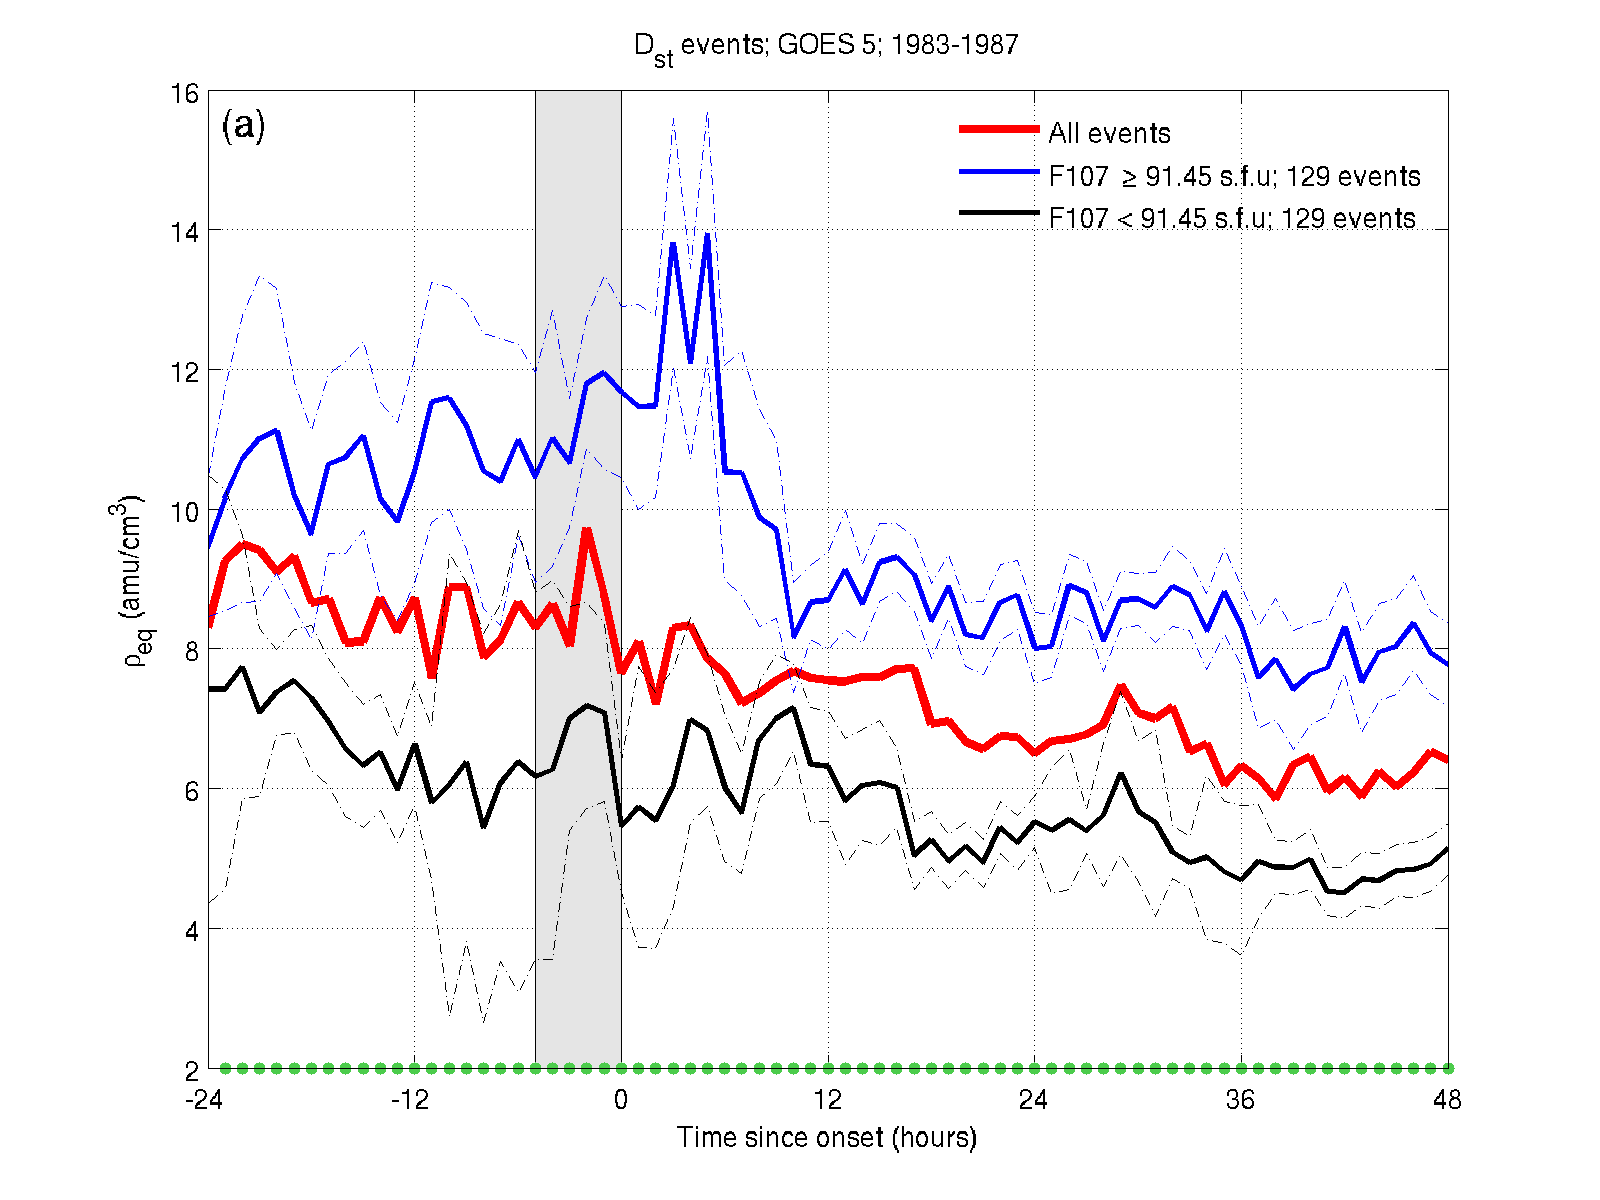 Dst events; GOES 5; 1983-1987
(a)
All events
F107 ≥ 91.45 s.f.u; 129 events
F107 < 91.45 s.f.u; 129 events
16
14
12
10
8
6
4
2
ρeq (amu/cm3)
-24 -12 0 12 24 36 48
Time since onset (hours)